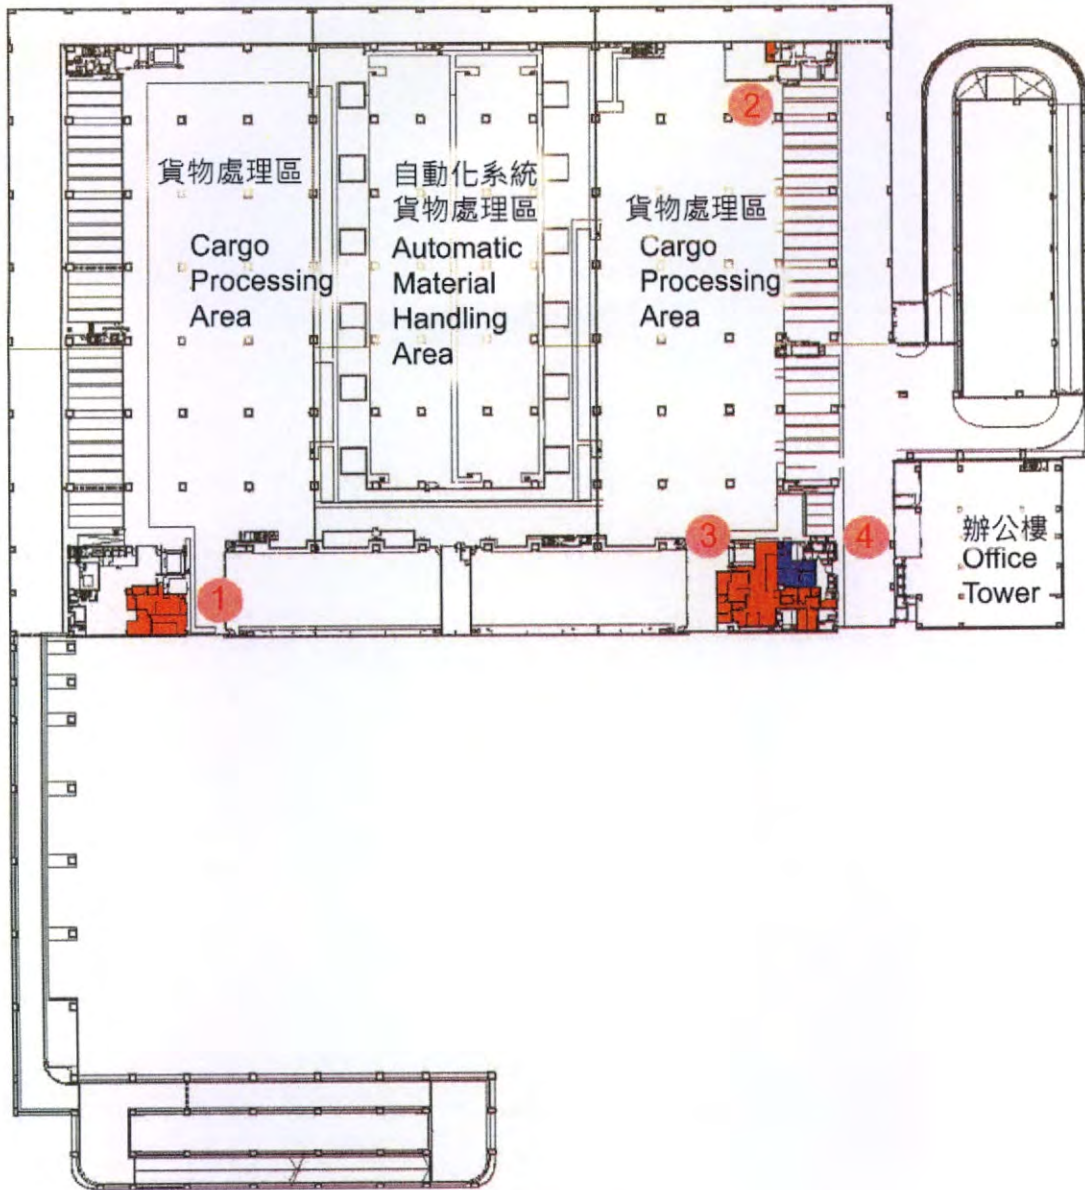 2
貨物處理區
Cargo
Processing
Area
自動化系統
貨物處理區
Automatic
Material
Handling
Area
貨物處理區
Cargo
Processing
Area
1
3
4
辦公樓
Office
Tower